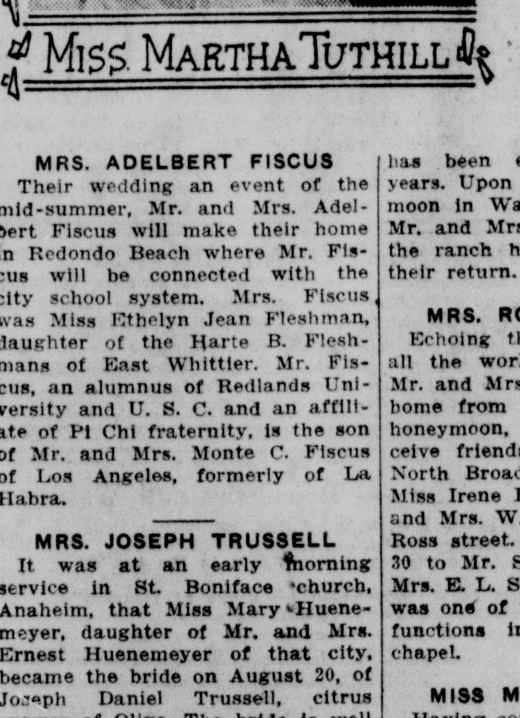 MISS MARTHA TUTHILL
MRS. ADELBERT FISCUS
Their wedding an event of the
mid-summer, Mr. and Mrs. Adel-
bert Fiscus will make their home
in Redondo Beach where Mr. Fis-
cus will be connected with the
city school system. Mrs. Fiscus
was Miss Ethelyn Jean Fleshman,
daughter of the Harte B. Flesh-
mans of East Whittier. Mr. Fis-
cus, an alumnus of Redlands Uni-
versity and U. S. C. and an affili-
ate of Pi Chi fraternity, is the son
of Mr. and Mrs. Monte C. Fiscus
of Los Angeles, formerly of La
Habra.
MRS. JOSEPH TRUSSELL
It was at an early morning
service in St. Boniface church,
Anaheim, that Miss Mary Huene-
meyer, daughter of Mr. and Mrs.
Ernest Huenemeyer of that city,
became the bride on August 20, of
Joseph Daniel Trussell, citrus
has been
years. Upon
moon in
Mr. and Mrs
the ranch
their return.
MRS.
Echoing
all the
Mr. and Mrs
home from
honeymoon,
ceive
North
Miss Irene
and Mrs.
Ross street.
30 to Mr.
Mrs. E. L.
was one of
functions
chapel.
MISS